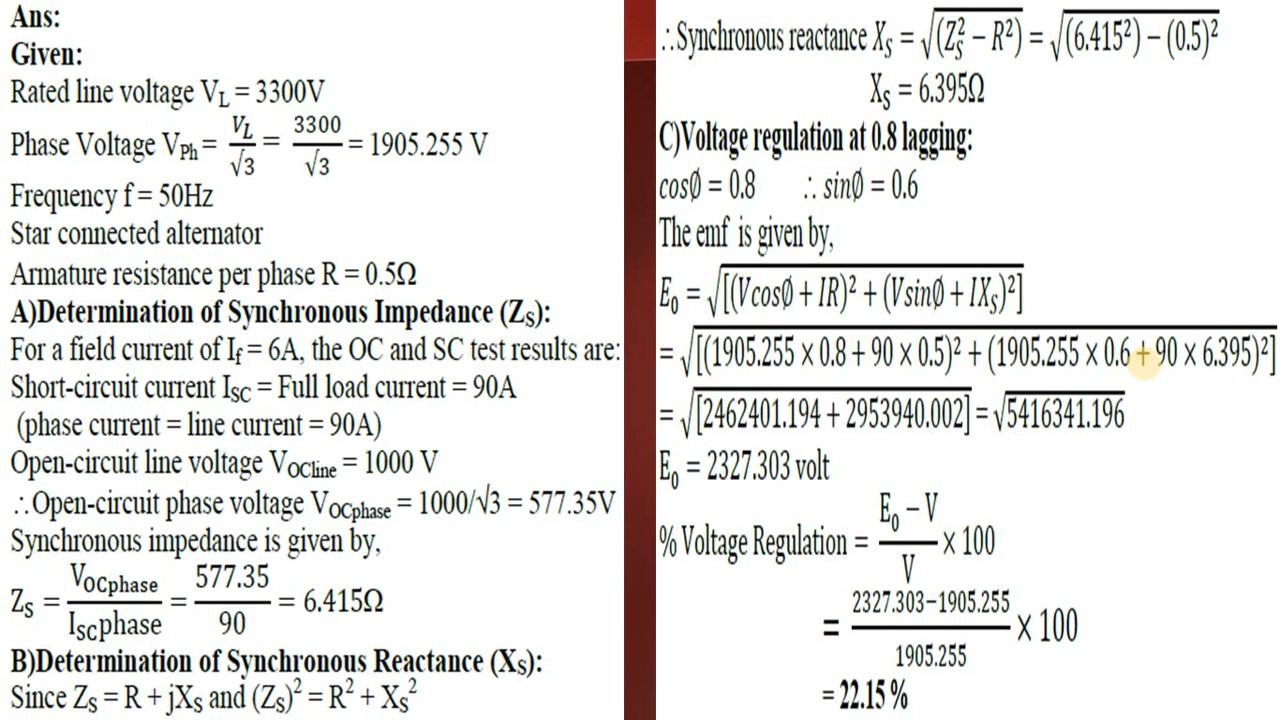 Ans:
Given:
Rated line voltage V_L = 3300V
Phase Voltage V_Ph = V_L/√3 = 3300/√3 = 1905.255 V
Frequency f = 50Hz
Star connected alternator
Armature resistance per phase R = 0.5Ω
A)Determination of Synchronous Impedance (Z_S):
For a field current of I_f = 6A, the OC and SC test results are:
Short-circuit current I_SC = Full load current = 90A
(phase current = line current = 90A)
Open-circuit line voltage V_OCline = 1000 V
∴Open-circuit phase voltage V_OCphase = 1000/√3 = 577.35V
Synchronous impedance is given by,
Z_S = V_OCphase/I_SCphase = 577.35/90 = 6.415Ω
B)Determination of Synchronous Reactance (X_S):
Since Z_S = R + jX_S and (Z_S)² = R² + X_S²
∴Synchronous reactance X_S = √(Z_S² − R²) = √(6.415²) − (0.5)²
X_S = 6.395Ω
C)Voltage regulation at 0.8 lagging:
cosØ = 0.8 ∴ sinØ = 0.6
The emf is given by,
E₀ = √[(VcosØ + IR)² + (VsinØ + IX_S)²]
= √[(1905.255 × 0.8 + 90 × 0.5)² + (1905.255 × 0.6 + 90 × 6.395)²]
= √[2462401.194 + 2953940.002] = √5416341.196
E₀ = 2327.303 volt
% Voltage Regulation = E₀ − V/V × 100
= 2327.303−1905.255/1905.255 × 100
= 22.15 %